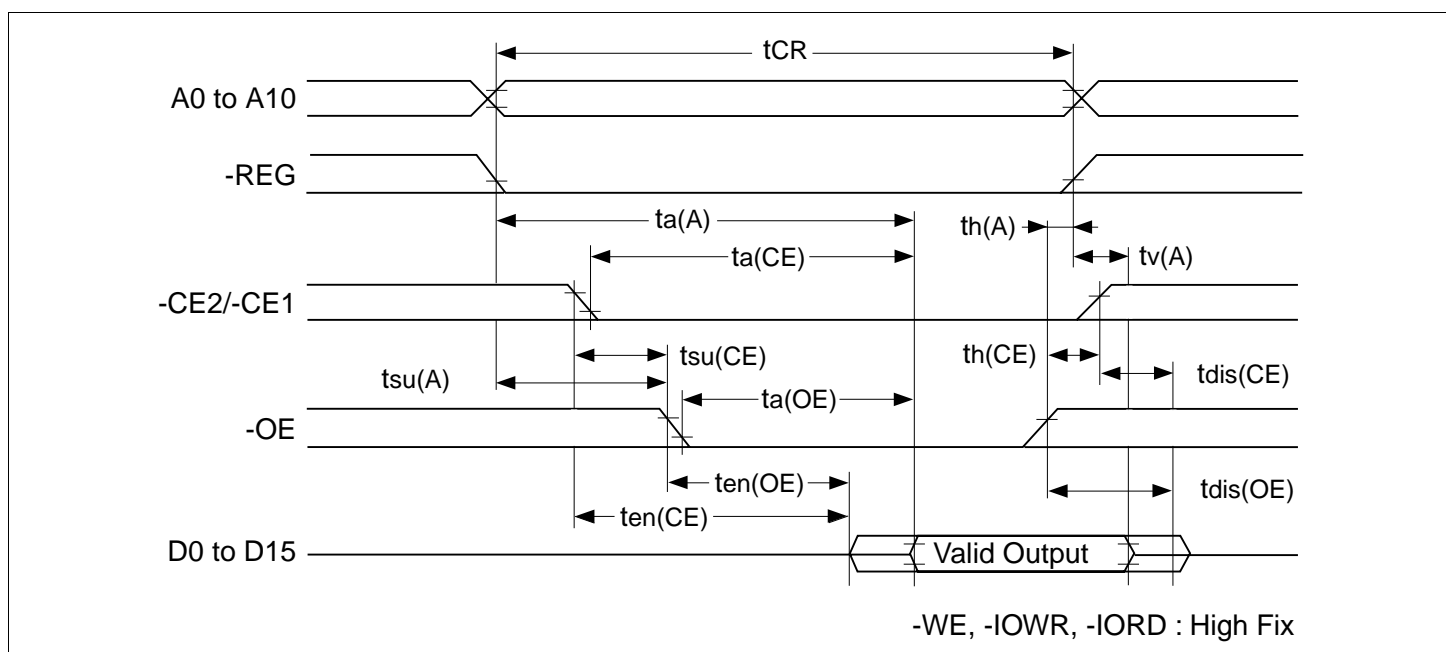 tCR
A0 to A10
-REG
ta(A)
th(A)
ta(CE)
tv(A)
-CE2/-CE1
tsu(CE)
th(CE)
tsu(A)
tdis(CE)
ta(OE)
-OE
ten(OE)
tdis(OE)
ten(CE)
D0 to D15
Valid Output
-WE, -IOWR, -IORD : High Fix